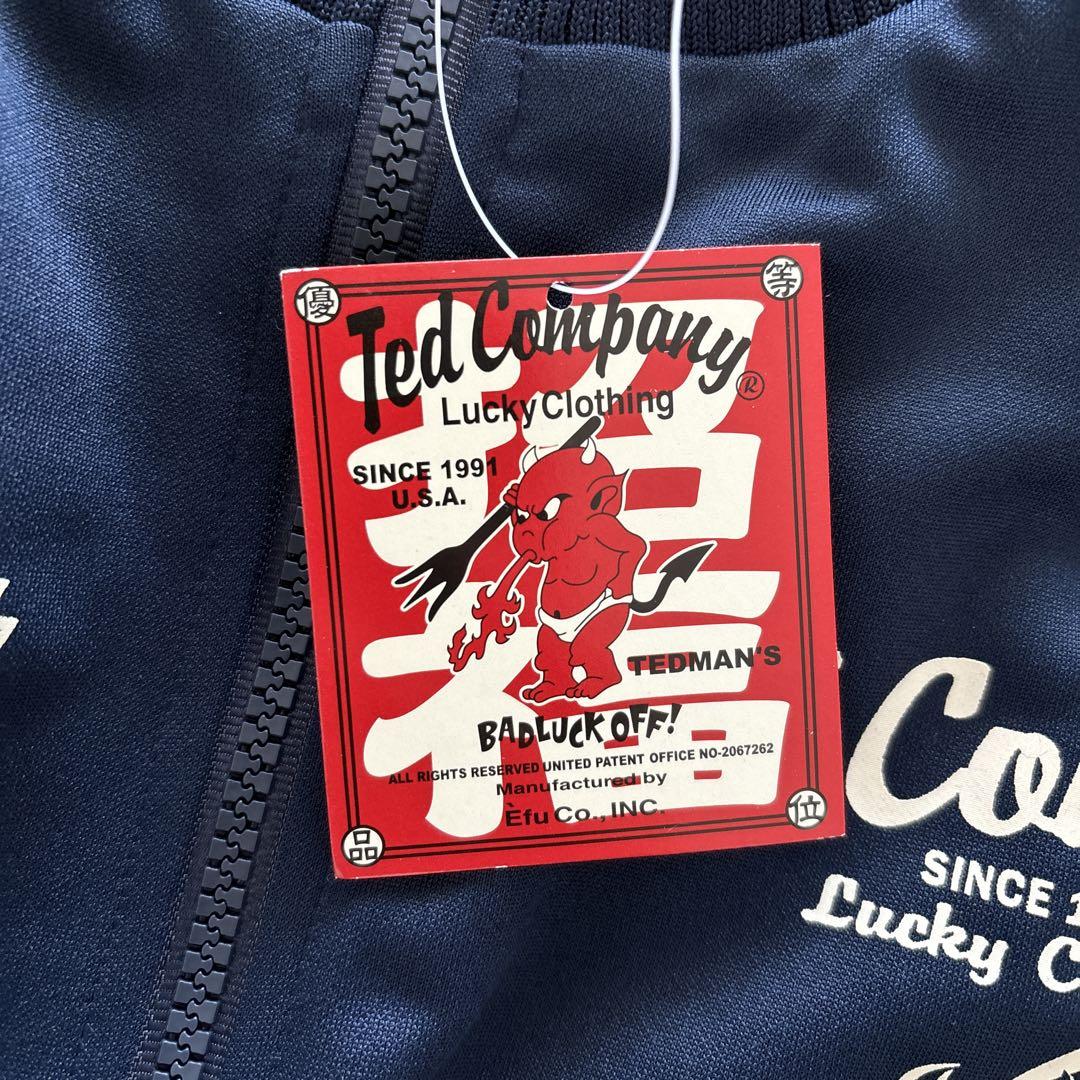 優 等
Ted Company®
Lucky Clothing
SINCE 1991
U.S.A.
TEDMAN'S
BADLUCK OFF!
ALL RIGHTS RESERVED UNITED PATENT OFFICE NO-2067262
Manufactured by
Èfu Co., INC.
品 位
招福
Co
SINCE 1
Lucky C